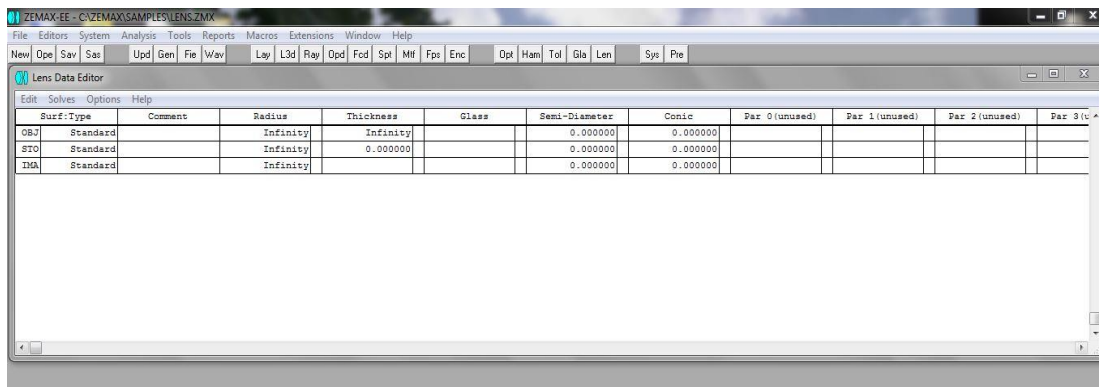 ZEMAX-EE - C:\ZEMAX\SAMPLES\LENS.ZMX
File Editors System Analysis Tools Reports Macros Extensions Window Help
New Ope Sav Sas Upd Gen Fie Wav Lay L3d Ray Opd Fcd Spt Mtf Fps Enc Opt Ham Tol Gla Len Sys Pre
Lens Data Editor
Edit Solves Options Help
Surf:Type Comment Radius Thickness Glass Semi-Diameter Conic Par 0(unused) Par 1(unused) Par 2(unused) Par 3(u
OBJ Standard Infinity Infinity 0.000000 0.000000
STO Standard Infinity 0.000000 0.000000 0.000000
IMA Standard Infinity 0.000000 0.000000